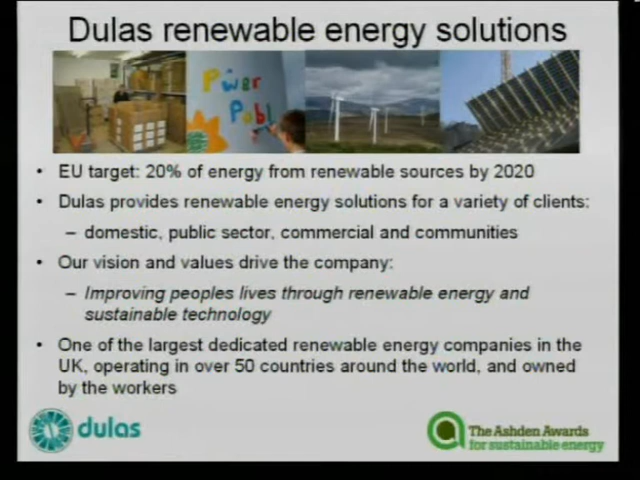 Dulas renewable energy solutions
Pŵer
Pobl
• EU target: 20% of energy from renewable sources by 2020
• Dulas provides renewable energy solutions for a variety of clients:
– domestic, public sector, commercial and communities
• Our vision and values drive the company:
– Improving peoples lives through renewable energy and
sustainable technology
• One of the largest dedicated renewable energy companies in the
UK, operating in over 50 countries around the world, and owned
by the workers
dulas
The Ashden Awards
for sustainable energy